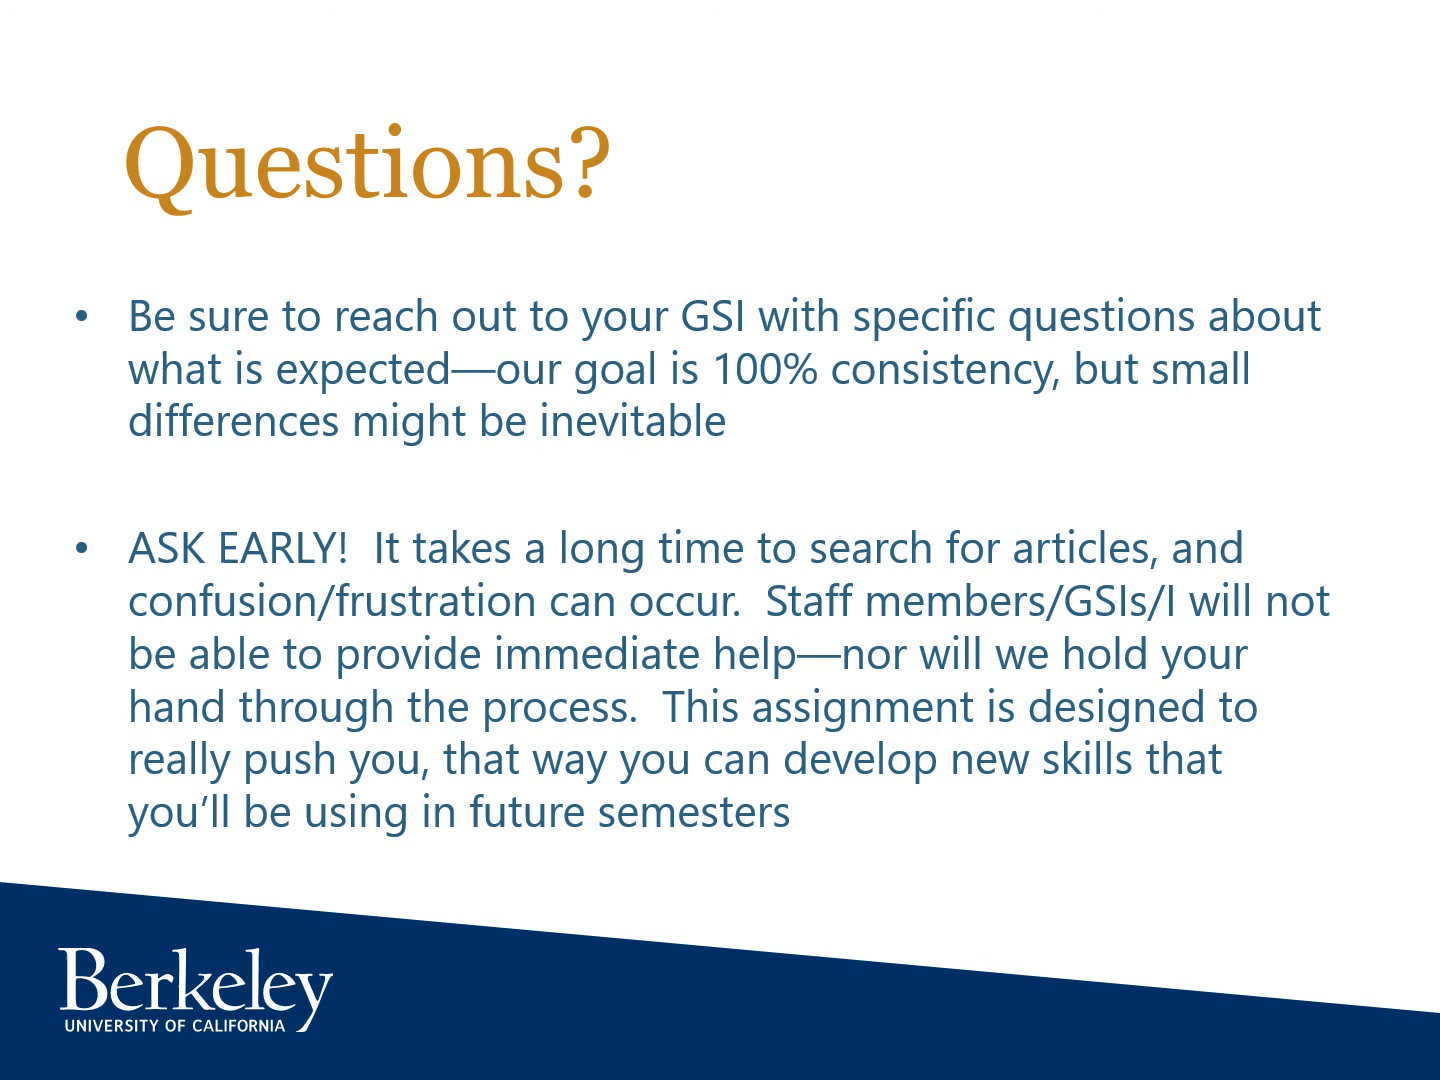 Questions?
• Be sure to reach out to your GSI with specific questions about
what is expected—our goal is 100% consistency, but small
differences might be inevitable
• ASK EARLY!  It takes a long time to search for articles, and
confusion/frustration can occur.  Staff members/GSIs/I will not
be able to provide immediate help—nor will we hold your
hand through the process.  This assignment is designed to
really push you, that way you can develop new skills that
you’ll be using in future semesters
Berkeley
UNIVERSITY OF CALIFORNIA